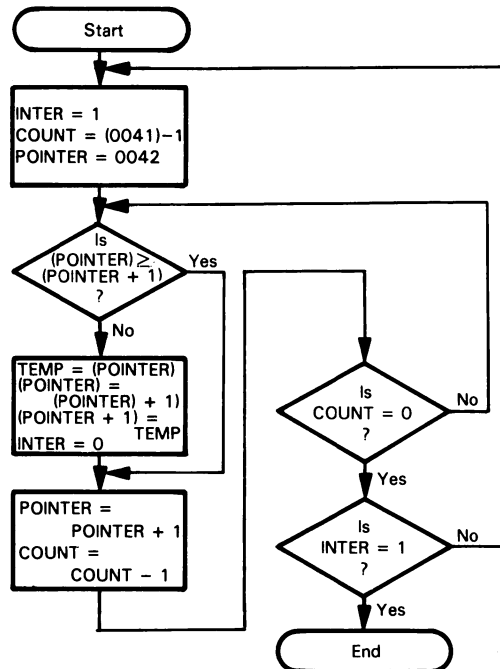 Start
INTER = 1
COUNT = (0041)-1
POINTER = 0042
Is
(POINTER) ≥
(POINTER + 1)
?
Yes
No
TEMP = (POINTER)
(POINTER) =
(POINTER) + 1)
(POINTER + 1) =
TEMP
INTER = 0
POINTER =
POINTER + 1
COUNT =
COUNT - 1
Is
COUNT = 0
?
No
Yes
Is
INTER = 1
?
No
Yes
End